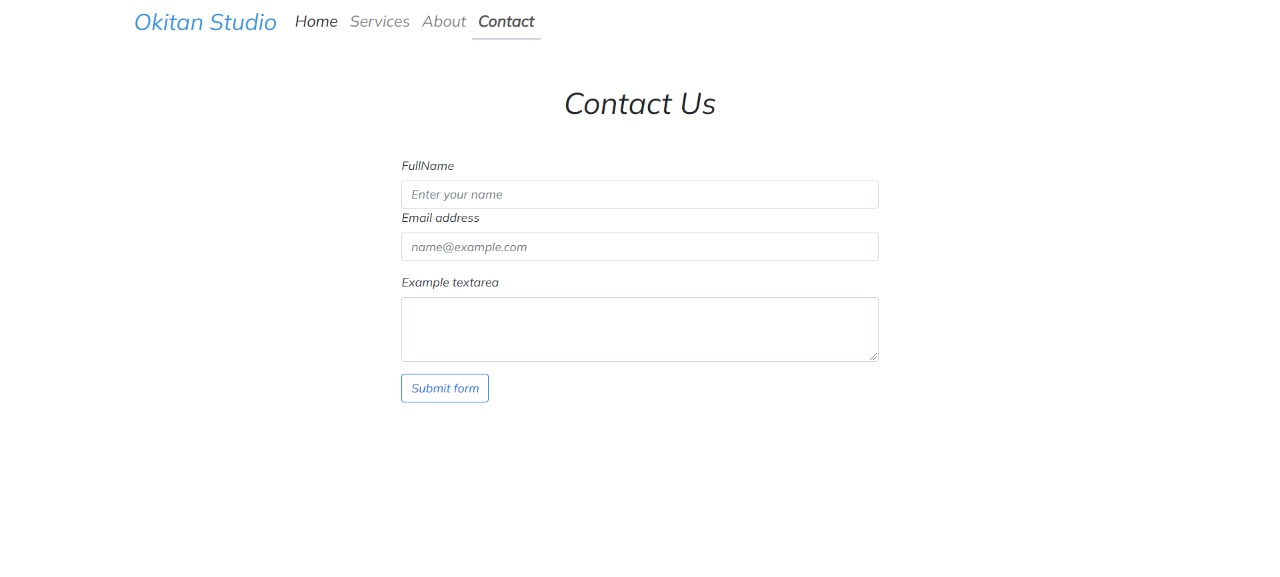 Okitan Studio Home Services About Contact
Contact Us
FullName
Enter your name
Email address
name@example.com
Example textarea
Submit form